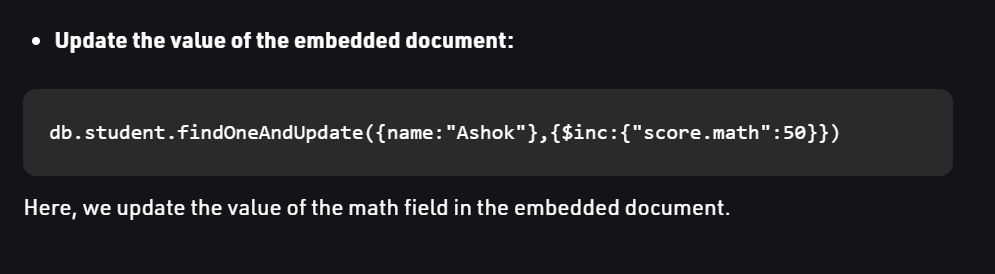 • Update the value of the embedded document:
db.student.findOneAndUpdate({name:"Ashok"},{$inc:{"score.math":50}})
Here, we update the value of the math field in the embedded document.